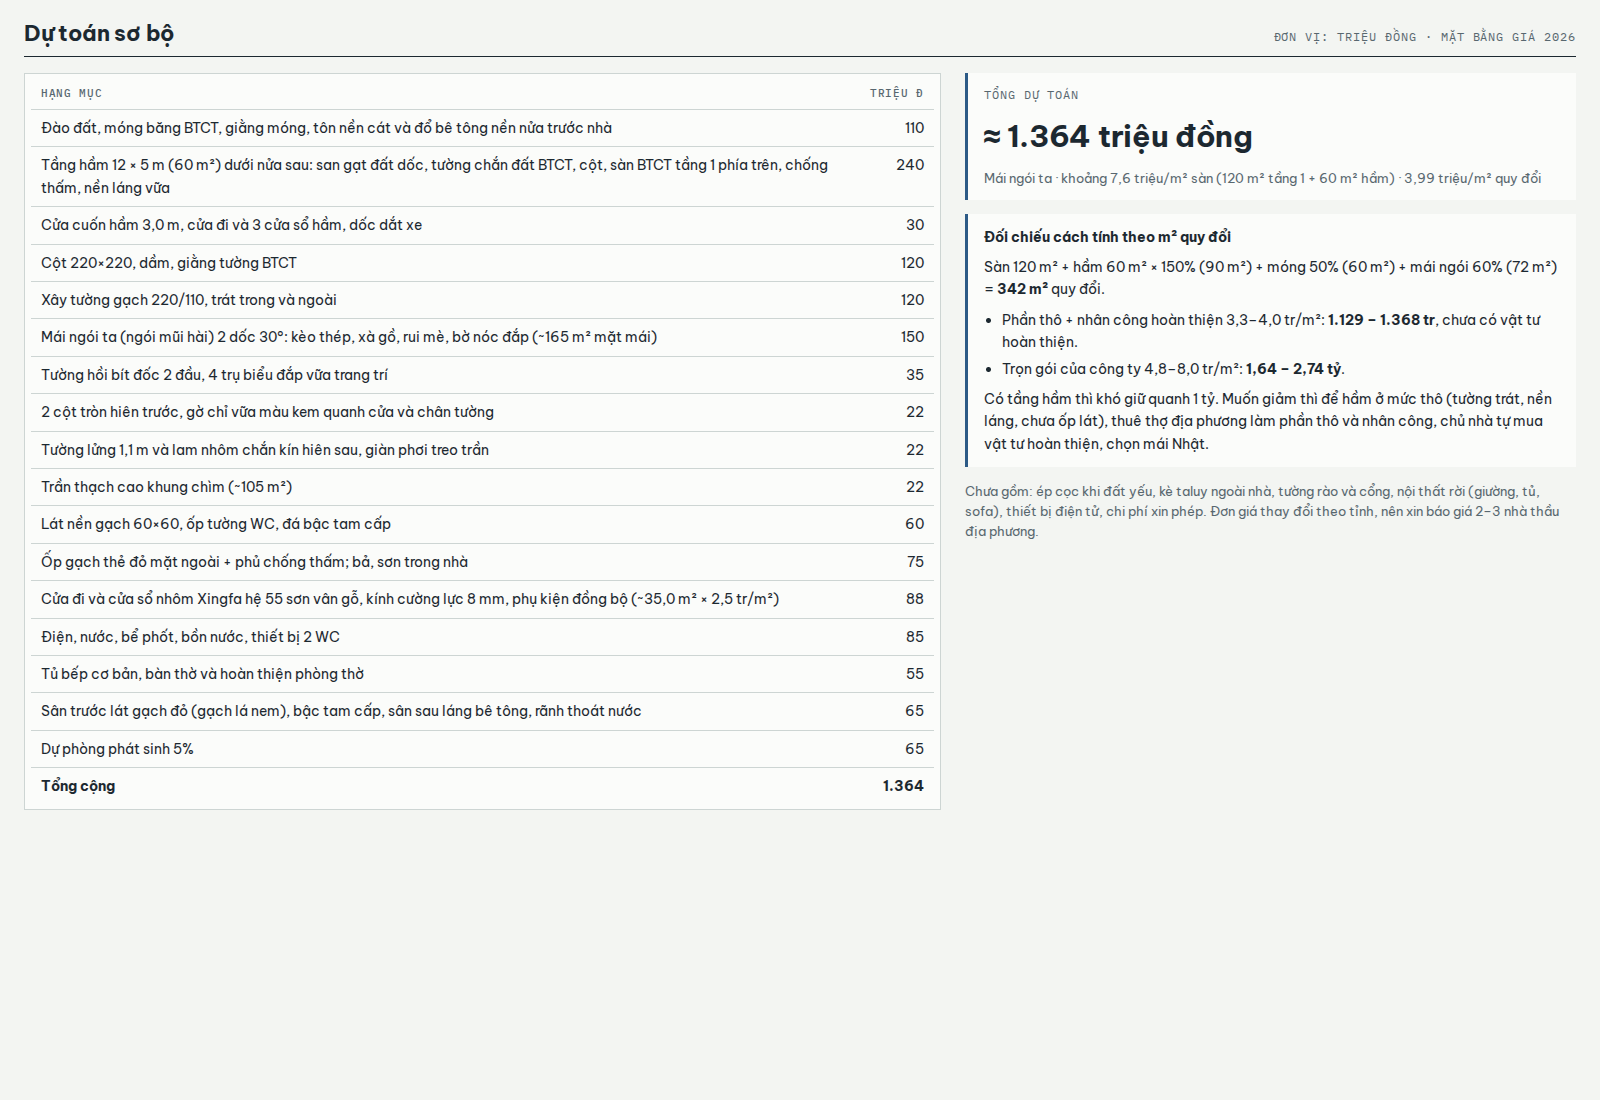 Dự toán sơ bộ
ĐƠN VỊ: TRIỆU ĐỒNG · MẶT BẰNG GIÁ 2026
HẠNG MỤC TRIỆU Đ
Đào đất, móng băng BTCT, giằng móng, tôn nền cát và đổ bê tông nền nửa trước nhà 110
Tầng hầm 12 × 5 m (60 m²) dưới nửa sau: san gạt đất dốc, tường chắn đất BTCT, cột, sàn BTCT tầng 1 phía trên, chống 240
thấm, nền láng vữa
Cửa cuốn hầm 3,0 m, cửa đi và 3 cửa sổ hầm, dốc dắt xe 30
Cột 220×220, dầm, giằng tường BTCT 120
Xây tường gạch 220/110, trát trong và ngoài 120
Mái ngói ta (ngói mũi hài) 2 dốc 30°: kèo thép, xà gồ, rui mè, bờ nóc đắp (~165 m² mặt mái) 150
Tường hồi bít đốc 2 đầu, 4 trụ biểu đắp vữa trang trí 35
2 cột tròn hiên trước, gờ chỉ vữa màu kem quanh cửa và chân tường 22
Tường lửng 1,1 m và lam nhôm chắn kín hiên sau, giàn phơi treo trần 22
Trần thạch cao khung chìm (~105 m²) 22
Lát nền gạch 60×60, ốp tường WC, đá bậc tam cấp 60
Ốp gạch thẻ đỏ mặt ngoài + phủ chống thấm; bả, sơn trong nhà 75
Cửa đi và cửa sổ nhôm Xingfa hệ 55 sơn vân gỗ, kính cường lực 8 mm, phụ kiện đồng bộ (~35,0 m² × 2,5 tr/m²) 88
Điện, nước, bể phốt, bồn nước, thiết bị 2 WC 85
Tủ bếp cơ bản, bàn thờ và hoàn thiện phòng thờ 55
Sân trước lát gạch đỏ (gạch lá nem), bậc tam cấp, sân sau láng bê tông, rãnh thoát nước 65
Dự phòng phát sinh 5% 65
Tổng cộng 1.364
TỔNG DỰ TOÁN
≈ 1.364 triệu đồng
Mái ngói ta · khoảng 7,6 triệu/m² sàn (120 m² tầng 1 + 60 m² hầm) · 3,99 triệu/m² quy đổi
Đối chiếu cách tính theo m² quy đổi
Sàn 120 m² + hầm 60 m² × 150% (90 m²) + móng 50% (60 m²) + mái ngói 60% (72 m²)
= 342 m² quy đổi.
• Phần thô + nhân công hoàn thiện 3,3–4,0 tr/m²: 1.129 – 1.368 tr, chưa có vật tư
hoàn thiện.
• Trọn gói của công ty 4,8–8,0 tr/m²: 1,64 – 2,74 tỷ.
Có tầng hầm thì khó giữ quanh 1 tỷ. Muốn giảm thì để hầm ở mức thô (tường trát, nền
láng, chưa ốp lát), thuê thợ địa phương làm phần thô và nhân công, chủ nhà tự mua
vật tư hoàn thiện, chọn mái Nhật.
Chưa gồm: ép cọc khi đất yếu, kè taluy ngoài nhà, tường rào và cổng, nội thất rời (giường, tủ,
sofa), thiết bị điện tử, chi phí xin phép. Đơn giá thay đổi theo tỉnh, nên xin báo giá 2–3 nhà thầu
địa phương.